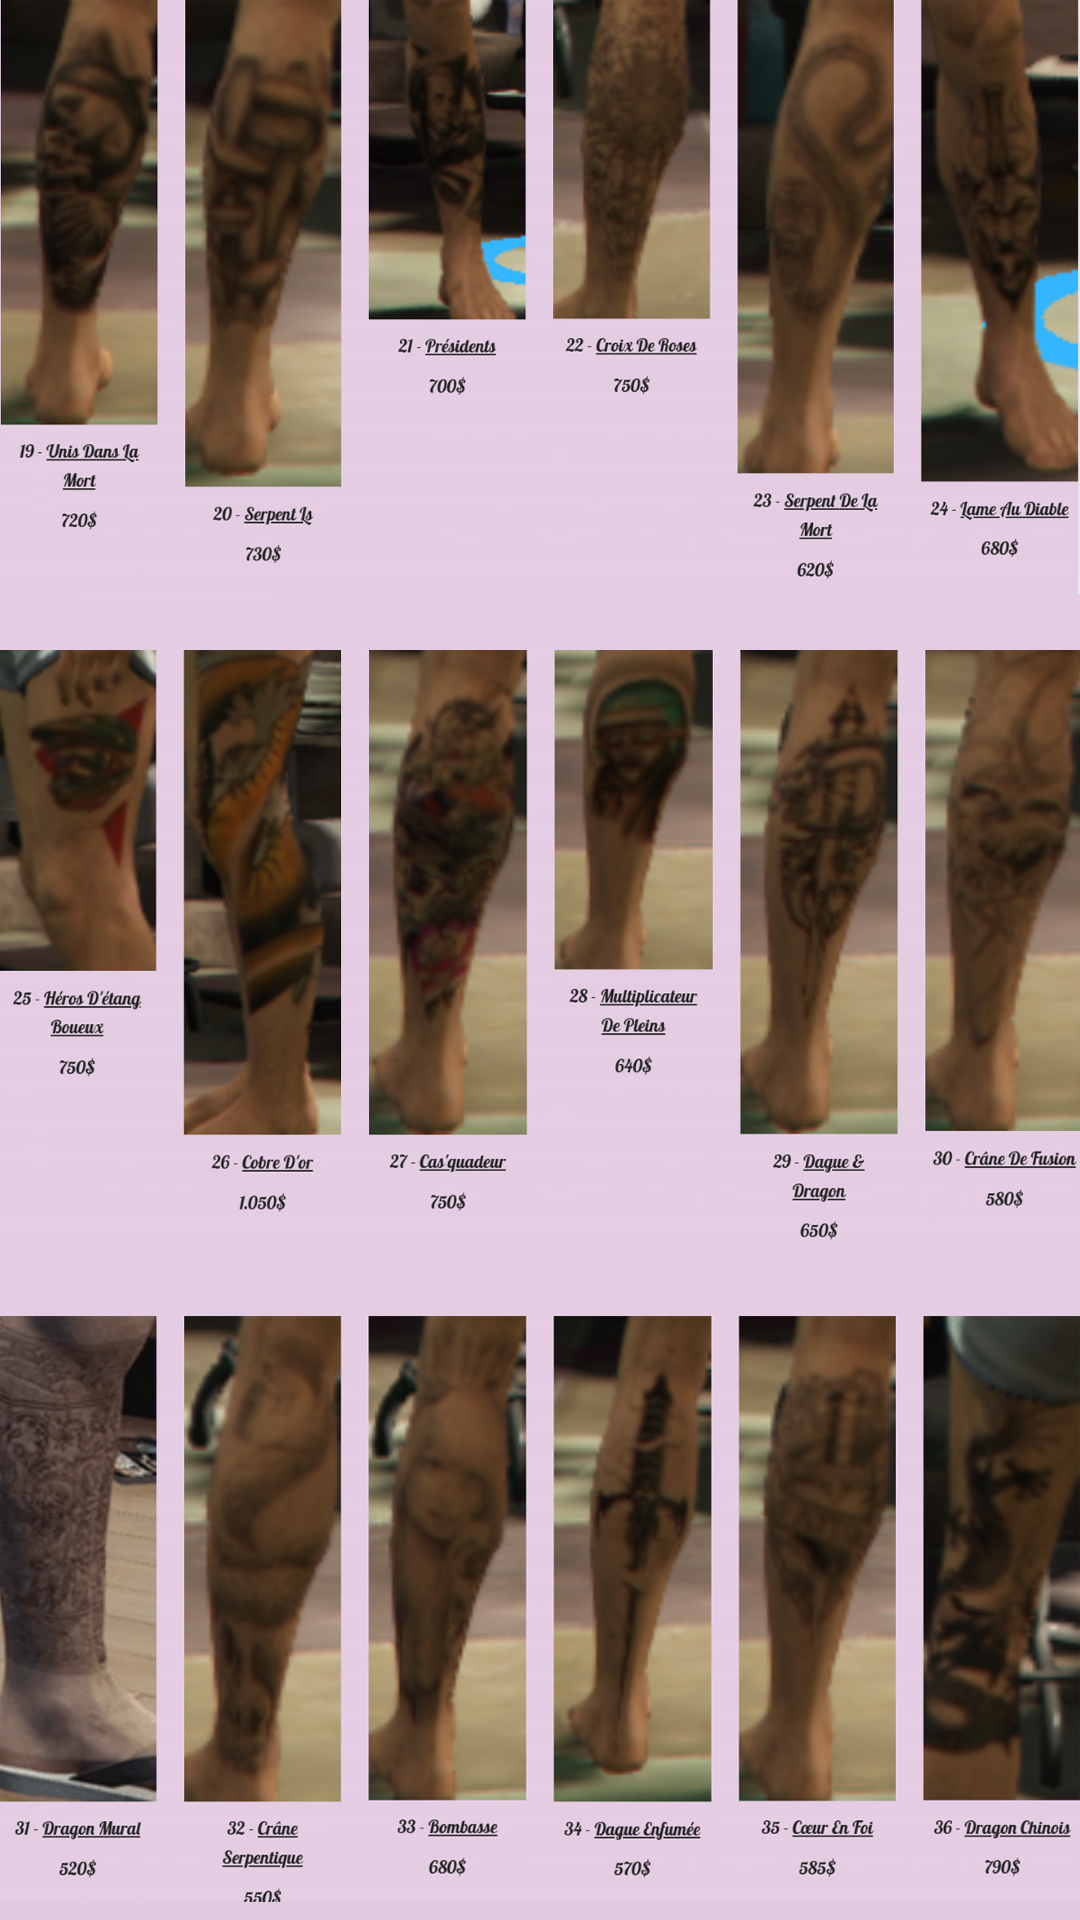 19 - Unis Dans La
Mort
720$
20 - Serpent Ls
730$
21 - Présidents
700$
22 - Croix De Roses
750$
23 - Serpent De La
Mort
620$
24 - Lame Au Diable
680$
25 - Héros D'étang
Boueux
750$
26 - Cobre D'or
1.050$
27 - Cas'quadeur
750$
28 - Multiplicateur
De Pleins
640$
29 - Dague &
Dragon
650$
30 - Crâne De Fusion
580$
31 - Dragon Mural
520$
32 - Crâne
Serpentique
550$
33 - Bombasse
680$
34 - Dague Enfumée
570$
35 - Cœur En Foi
585$
36 - Dragon Chinois
790$